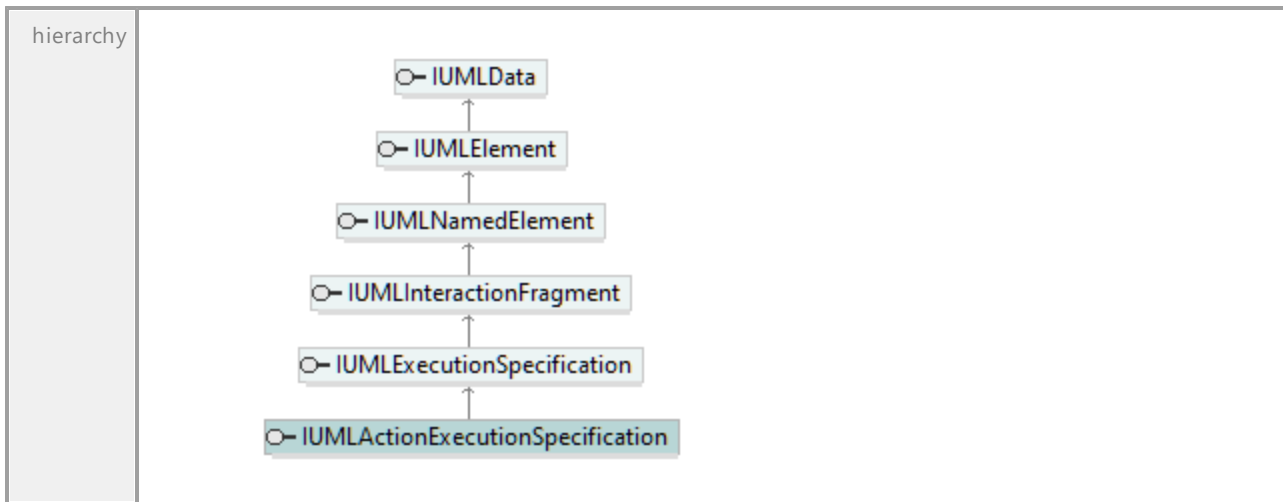 hierarchy
IUMLData
IUMLElement
IUMLNamedElement
IUMLInteractionFragment
IUMLExecutionSpecification
IUMLActionExecutionSpecification